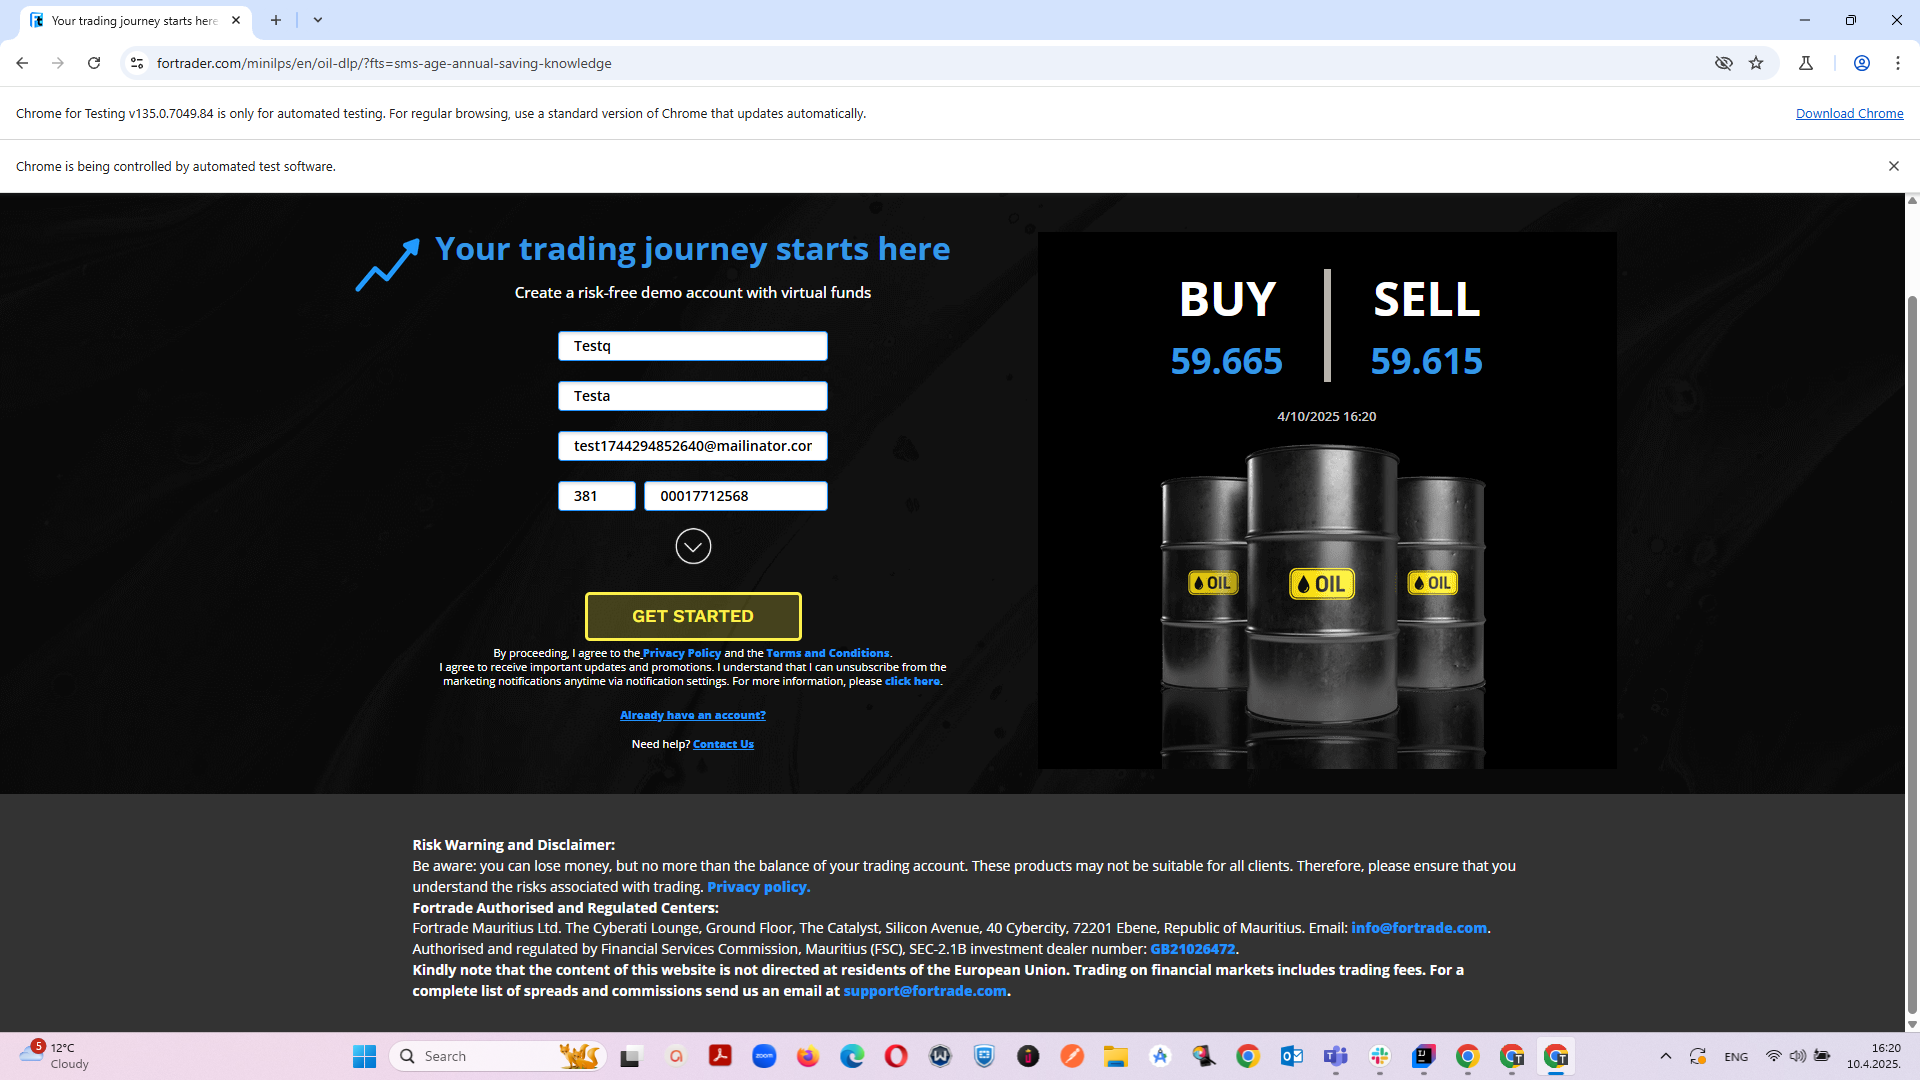 Your trading journey starts here
fortrader.com/minilps/en/oil-dlp/?fts=sms-age-annual-saving-knowledge
Chrome for Testing v135.0.7049.84 is only for automated testing. For regular browsing, use a standard version of Chrome that updates automatically.
Download Chrome
Chrome is being controlled by automated test software.
Your trading journey starts here
Create a risk-free demo account with virtual funds
Testq
Testa
test1744294852640@mailinator.cor
381
00017712568
GET STARTED
By proceeding, I agree to the Privacy Policy and the Terms and Conditions.
I agree to receive important updates and promotions. I understand that I can unsubscribe from the
marketing notifications anytime via notification settings. For more information, please click here.
Already have an account?
Need help? Contact Us
BUY
SELL
59.665
59.615
4/10/2025 16:20
OIL
OIL
OIL
Risk Warning and Disclaimer:
Be aware: you can lose money, but no more than the balance of your trading account. These products may not be suitable for all clients. Therefore, please ensure that you
understand the risks associated with trading. Privacy policy.
Fortrade Authorised and Regulated Centers:
Fortrade Mauritius Ltd. The Cyberati Lounge, Ground Floor, The Catalyst, Silicon Avenue, 40 Cybercity, 72201 Ebene, Republic of Mauritius. Email: info@fortrade.com.
Authorised and regulated by Financial Services Commission, Mauritius (FSC), SEC-2.1B investment dealer number: GB21026472.
Kindly note that the content of this website is not directed at residents of the European Union. Trading on financial markets includes trading fees. For a
complete list of spreads and commissions send us an email at support@fortrade.com.
5
12°C
Cloudy
Search
zoom
ENG
16:20
10.4.2025.